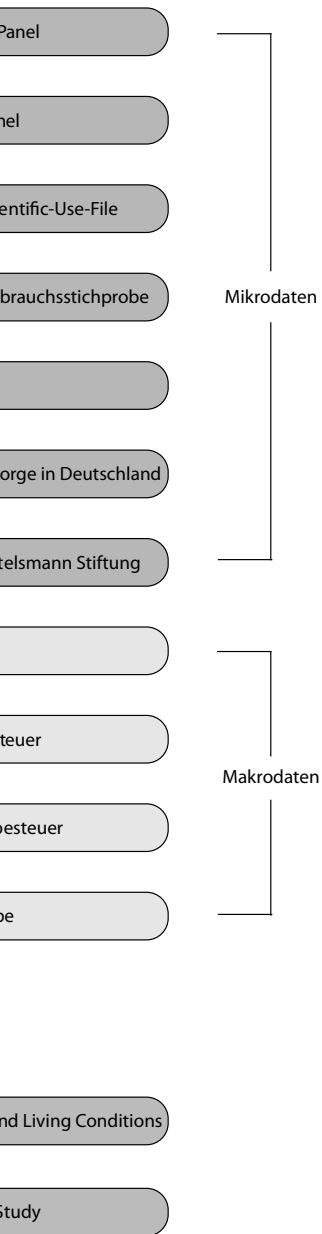 Panel
nel
entific-Use-File
brauchsstichprobe
Mikrodaten
orge in Deutschland
telsmann Stiftung
teuer
Makrodaten
besteuer
be
nd Living Conditions
Study